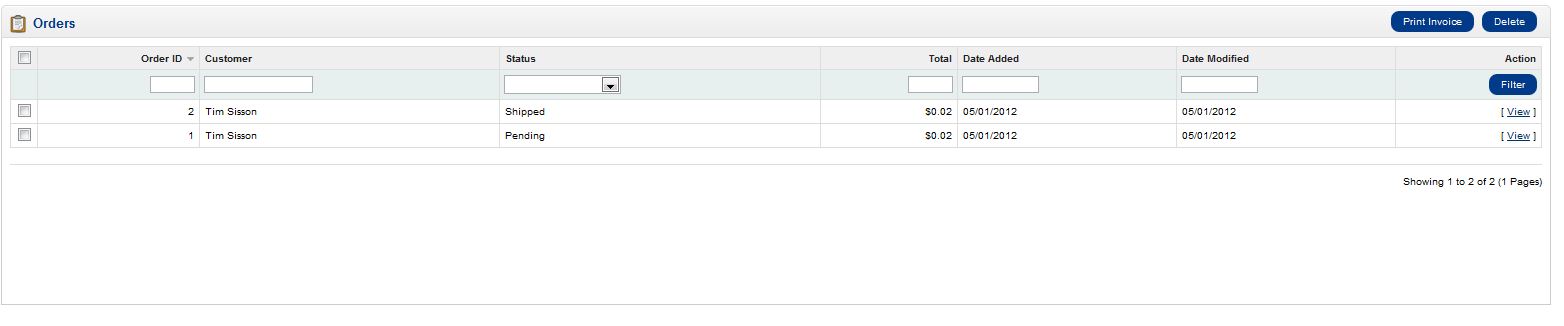 Orders Print Invoice Delete
Order ID Customer Status Total Date Added Date Modified Action
Filter
2 Tim Sisson Shipped $0.02 05/01/2012 05/01/2012 [ View ]
1 Tim Sisson Pending $0.02 05/01/2012 05/01/2012 [ View ]
Showing 1 to 2 of 2 (1 Pages)